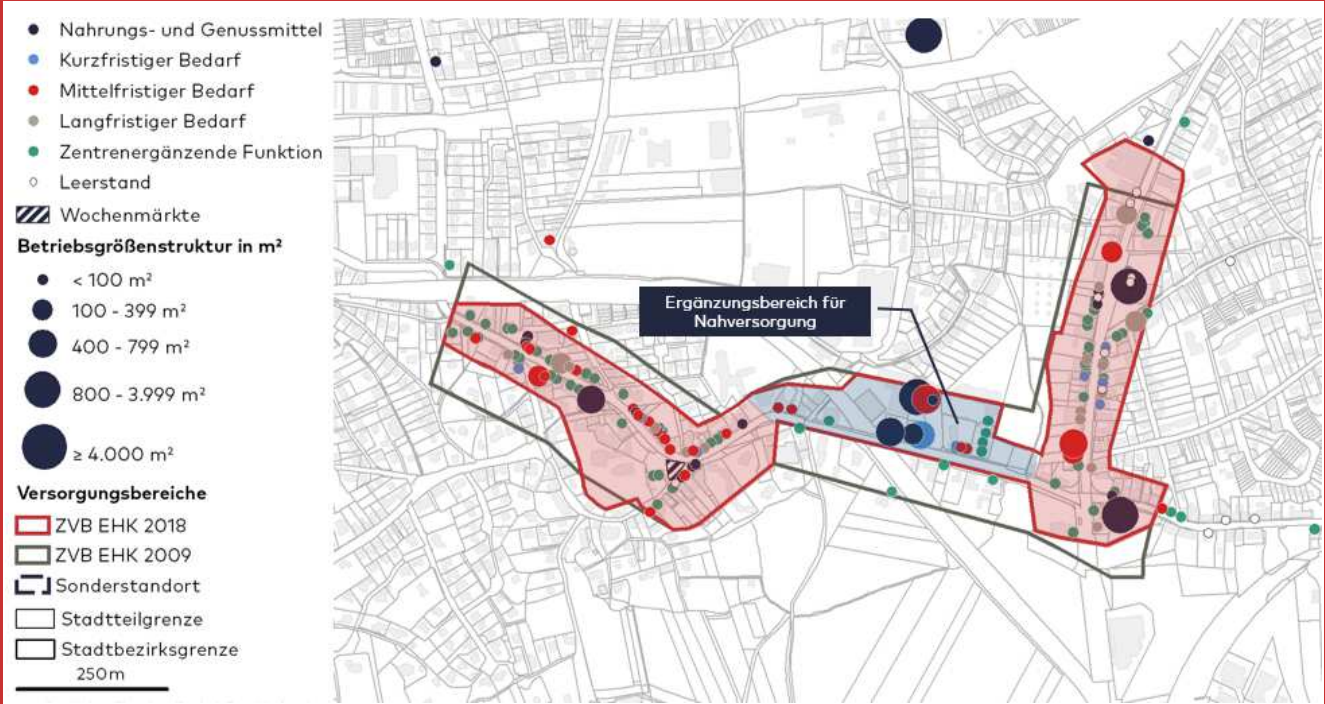 Nahrungs- und Genussmittel
Kurzfristiger Bedarf
Mittelfristiger Bedarf
Langfristiger Bedarf
Zentrenergänzende Funktion
Leerstand
Wochenmärkte
Betriebsgrößenstruktur in m²
< 100 m²
100 - 399 m²
400 - 799 m²
800 - 3.999 m²
≥ 4.000 m²
Versorgungsbereiche
ZVB EHK 2018
ZVB EHK 2009
Sonderstandort
Stadtteilgrenze
Stadtbezirksgrenze
250m
Ergänzungsbereich für
Nahversorgung